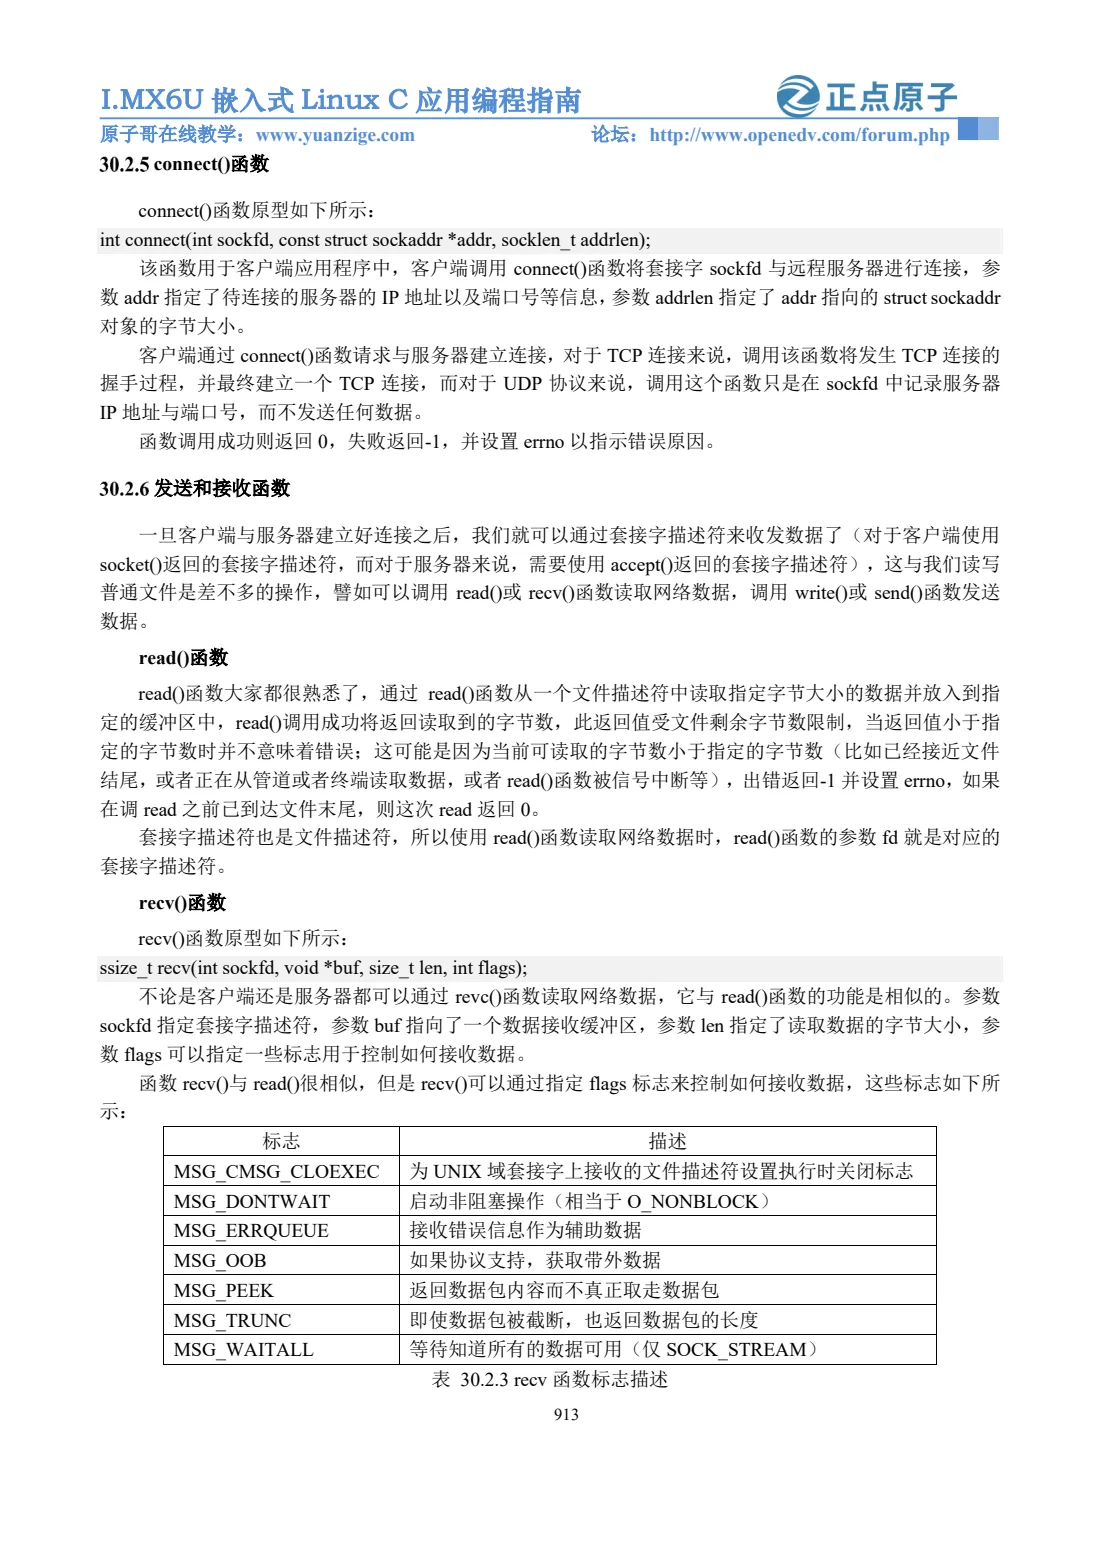 I.MX6U 嵌入式 Linux C 应用编程指南
正点原子
原子哥在线教学：www.yuanzige.com 论坛：http://www.openedv.com/forum.php
30.2.5 connect()函数
connect()函数原型如下所示：
int connect(int sockfd, const struct sockaddr *addr, socklen_t addrlen);
该函数用于客户端应用程序中，客户端调用 connect()函数将套接字 sockfd 与远程服务器进行连接，参
数 addr 指定了待连接的服务器的 IP 地址以及端口号等信息，参数 addrlen 指定了 addr 指向的 struct sockaddr
对象的字节大小。
客户端通过 connect()函数请求与服务器建立连接，对于 TCP 连接来说，调用该函数将发生 TCP 连接的
握手过程，并最终建立一个 TCP 连接，而对于 UDP 协议来说，调用这个函数只是在 sockfd 中记录服务器
IP 地址与端口号，而不发送任何数据。
函数调用成功则返回 0，失败返回-1，并设置 errno 以指示错误原因。
30.2.6 发送和接收函数
一旦客户端与服务器建立好连接之后，我们就可以通过套接字描述符来收发数据了（对于客户端使用
socket()返回的套接字描述符，而对于服务器来说，需要使用 accept()返回的套接字描述符），这与我们读写
普通文件是差不多的操作，譬如可以调用 read()或 recv()函数读取网络数据，调用 write()或 send()函数发送
数据。
read()函数
read()函数大家都很熟悉了，通过 read()函数从一个文件描述符中读取指定字节大小的数据并放入到指
定的缓冲区中，read()调用成功将返回读取到的字节数，此返回值受文件剩余字节数限制，当返回值小于指
定的字节数时并不意味着错误；这可能是因为当前可读取的字节数小于指定的字节数（比如已经接近文件
结尾，或者正在从管道或者终端读取数据，或者 read()函数被信号中断等），出错返回-1 并设置 errno，如果
在调 read 之前已到达文件末尾，则这次 read 返回 0。
套接字描述符也是文件描述符，所以使用 read()函数读取网络数据时，read()函数的参数 fd 就是对应的
套接字描述符。
recv()函数
recv()函数原型如下所示：
ssize_t recv(int sockfd, void *buf, size_t len, int flags);
不论是客户端还是服务器都可以通过 revc()函数读取网络数据，它与 read()函数的功能是相似的。参数
sockfd 指定套接字描述符，参数 buf 指向了一个数据接收缓冲区，参数 len 指定了读取数据的字节大小，参
数 flags 可以指定一些标志用于控制如何接收数据。
函数 recv()与 read()很相似，但是 recv()可以通过指定 flags 标志来控制如何接收数据，这些标志如下所
示：
标志 描述
MSG_CMSG_CLOEXEC 为 UNIX 域套接字上接收的文件描述符设置执行时关闭标志
MSG_DONTWAIT 启动非阻塞操作（相当于 O_NONBLOCK）
MSG_ERRQUEUE 接收错误信息作为辅助数据
MSG_OOB 如果协议支持，获取带外数据
MSG_PEEK 返回数据包内容而不真正取走数据包
MSG_TRUNC 即使数据包被截断，也返回数据包的长度
MSG_WAITALL 等待知道所有的数据可用（仅 SOCK_STREAM）
表 30.2.3 recv 函数标志描述
913